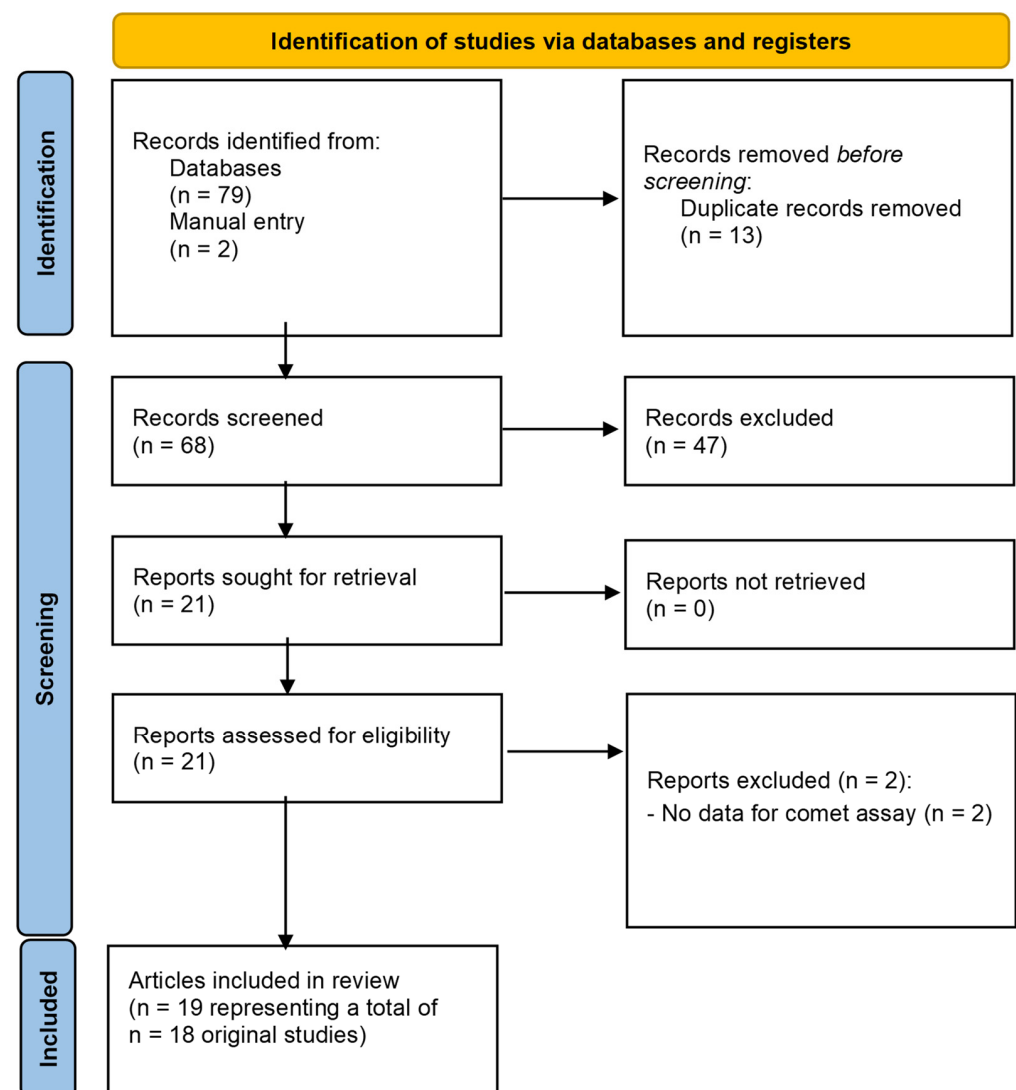 Identification of studies via databases and registers
Identification
Records identified from:
Databases
(n = 79)
Manual entry
(n = 2)
Records removed before
screening:
Duplicate records removed
(n = 13)
Screening
Records screened
(n = 68)
Records excluded
(n = 47)
Reports sought for retrieval
(n = 21)
Reports not retrieved
(n = 0)
Reports assessed for eligibility
(n = 21)
Reports excluded (n = 2):
- No data for comet assay (n = 2)
Included
Articles included in review
(n = 19 representing a total of
n = 18 original studies)